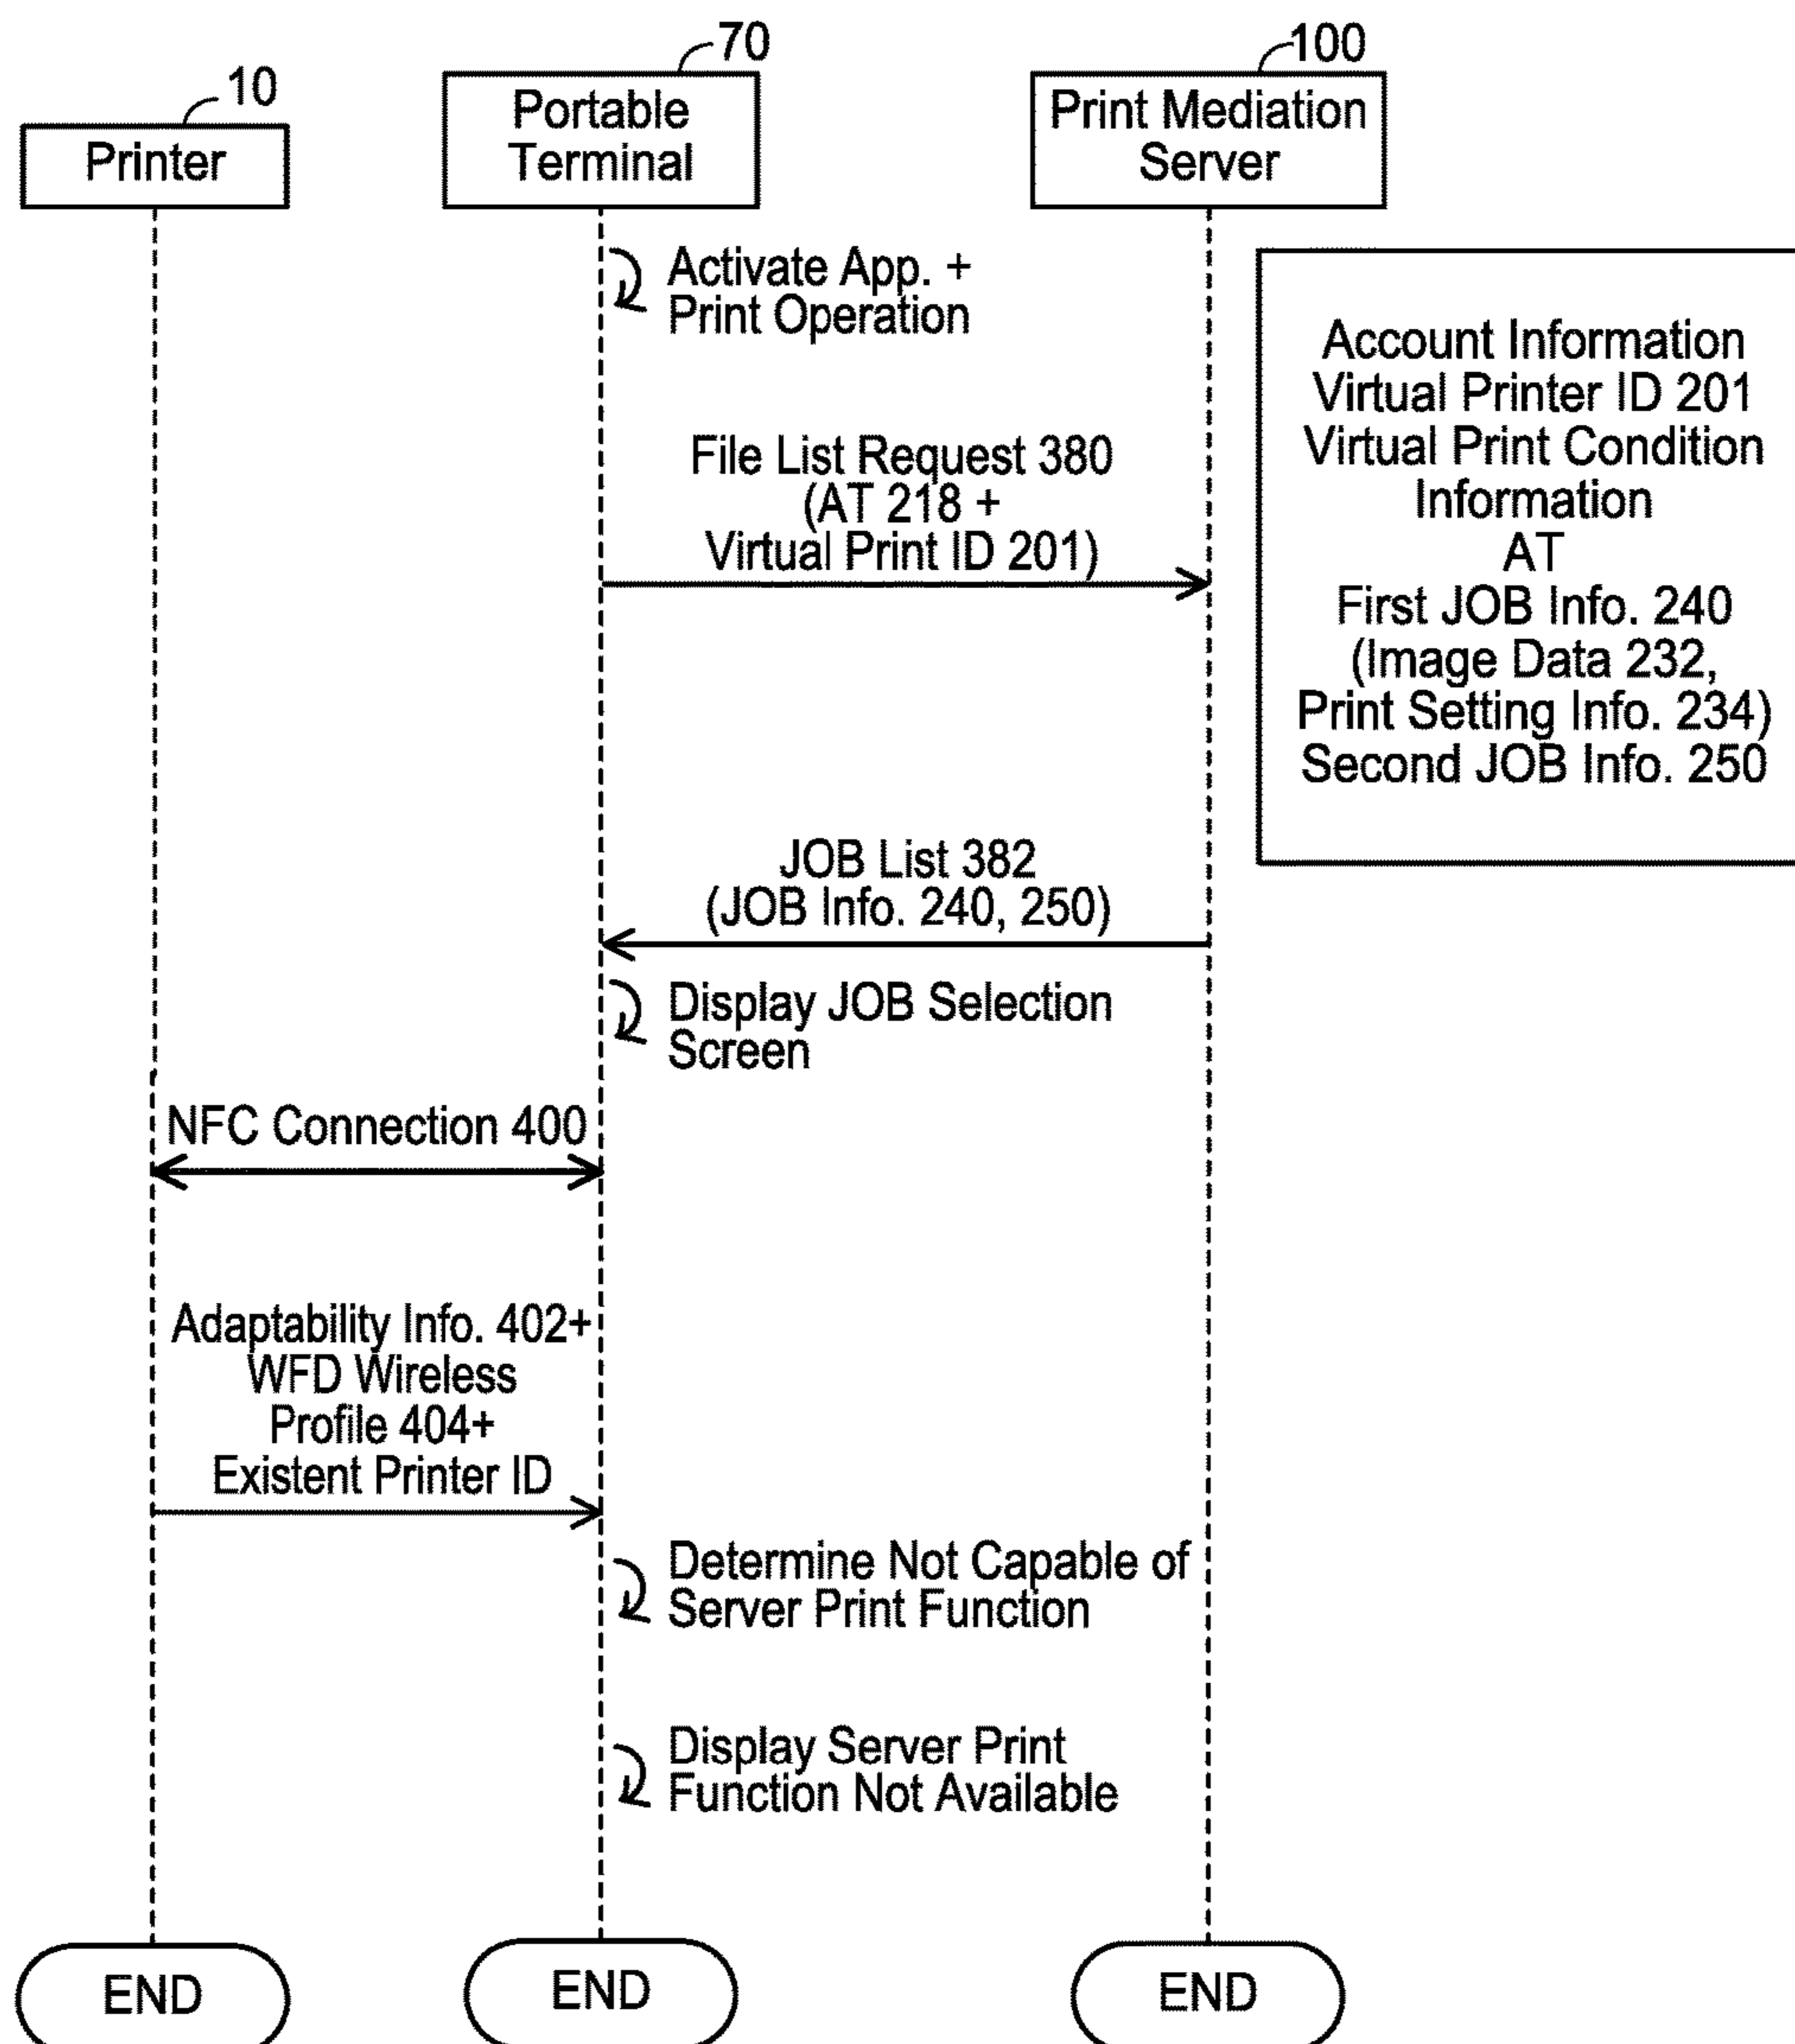 10
70
100
Printer
Portable
Terminal
Print Mediation
Server
Activate App. +
Print Operation
Account Information
Virtual Printer ID 201
Virtual Print Condition
Information
AT
First JOB Info. 240
(Image Data 232,
Print Setting Info. 234)
Second JOB Info. 250
File List Request 380
(AT 218 +
Virtual Print ID 201)
JOB List 382
(JOB Info. 240, 250)
Display JOB Selection
Screen
NFC Connection 400
Adaptability Info. 402+
WFD Wireless
Profile 404+
Existent Printer ID
Determine Not Capable of
Server Print Function
Display Server Print
Function Not Available
END
END
END